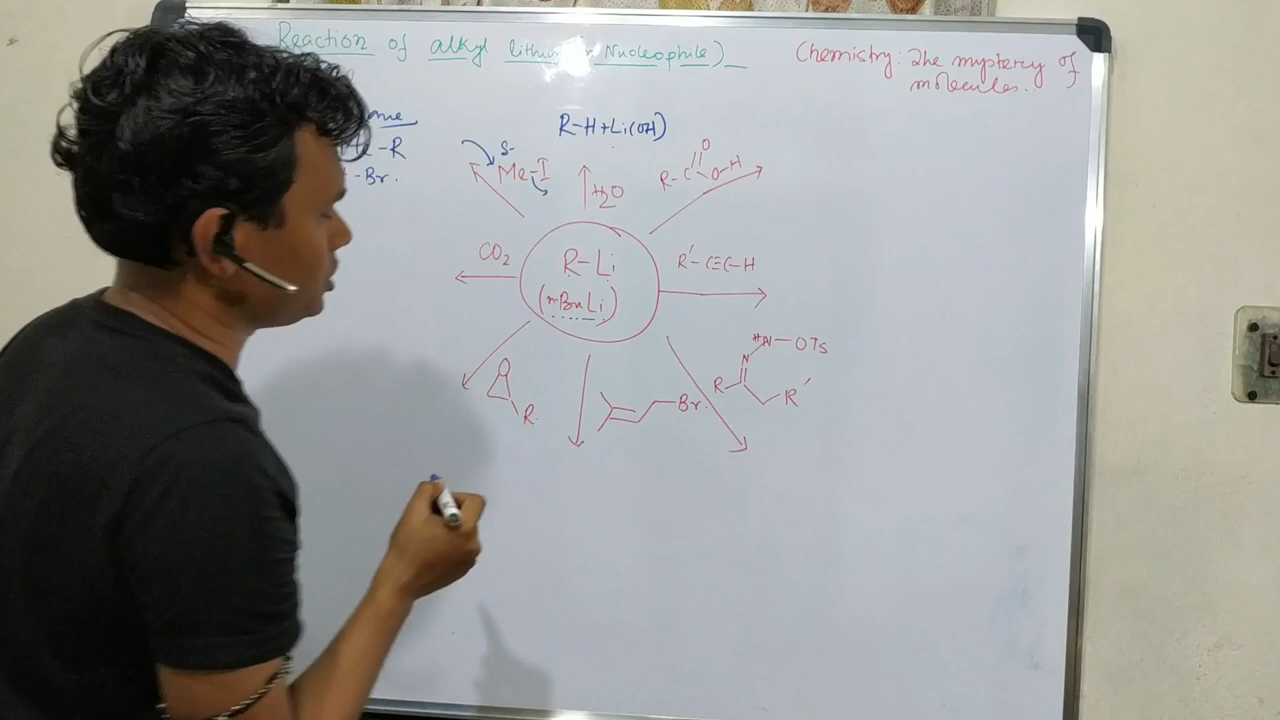 Reaction of alkyl lithium Nucleophile)
Chemistry: The mystery of
molecules.
R-H+Li(OH)
-R
-Br.
δ-
Me-I
H2O
R-C
O
O-H
CO2
R-Li
(n-BuLi)
R'-C≡C-H
O
R.
Br.
N-OTs
N
R
R'